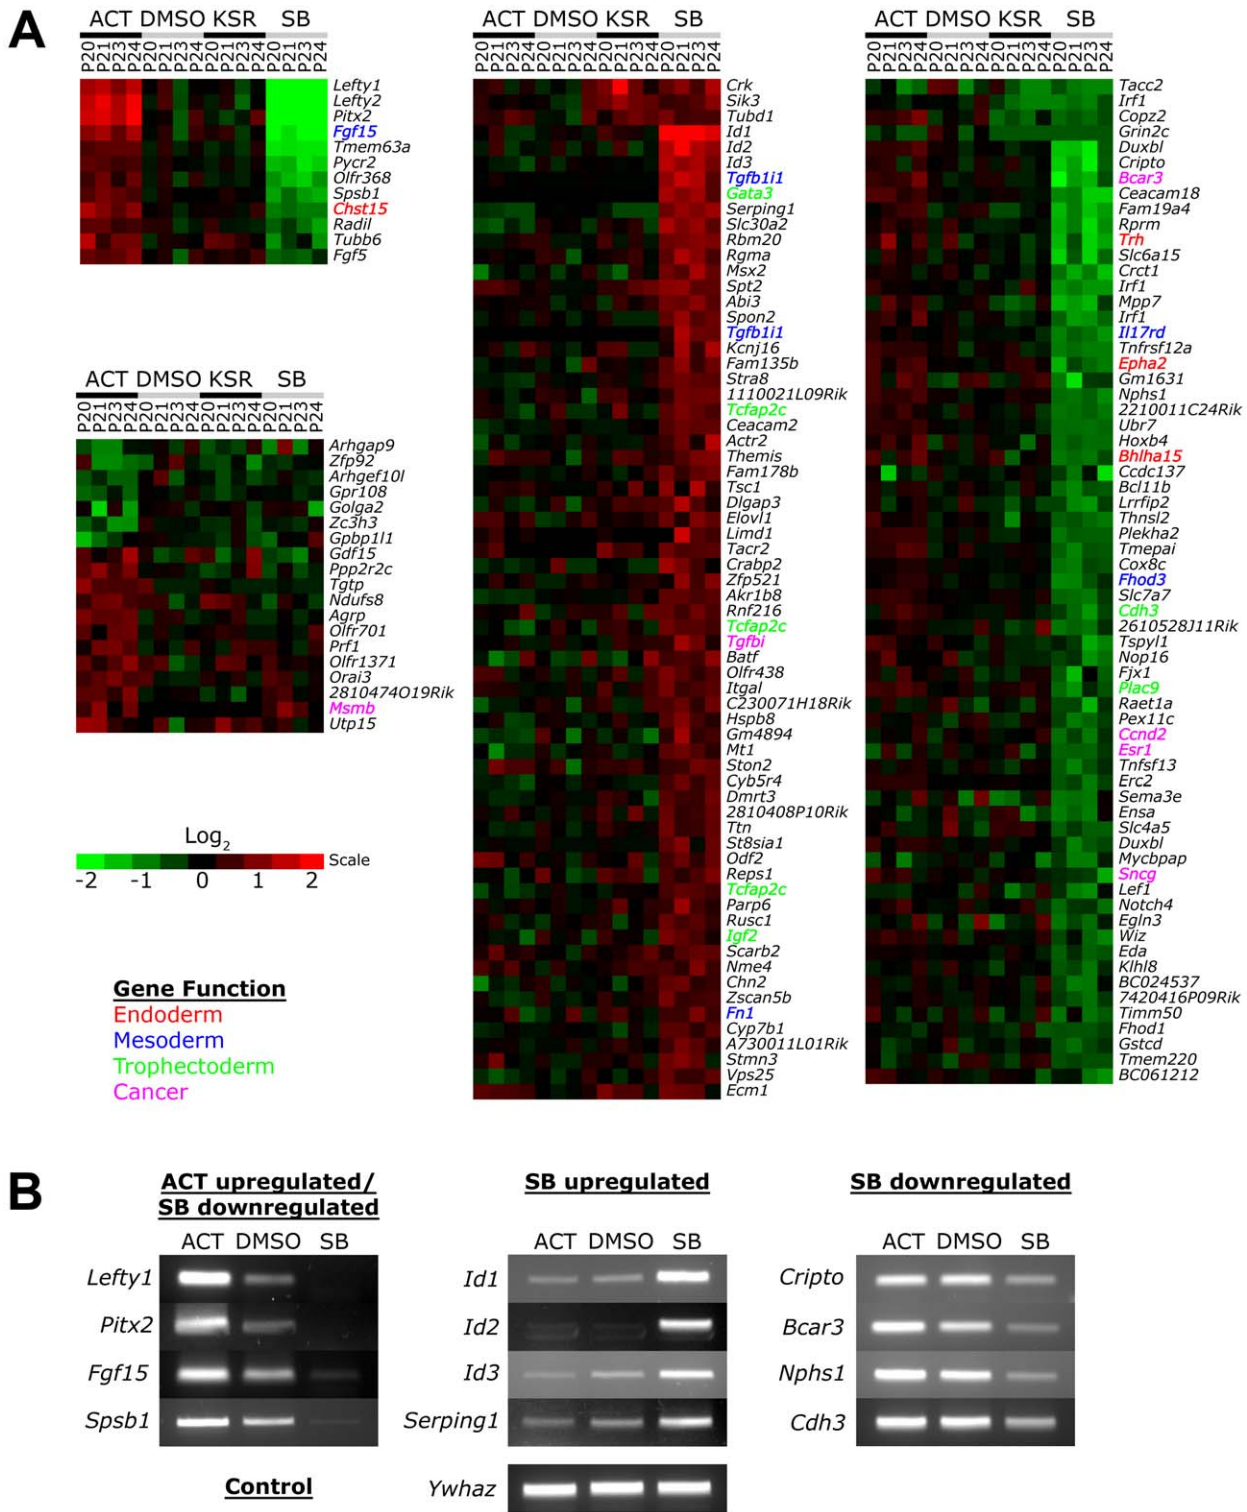 A
ACT DMSO KSR SB
P20 P21 P23 P24 P20 P21 P23 P24 P20 P21 P23 P24 P20 P21 P23 P24
Lefty1
Lefty2
Pitx2
Fgf15
Tmem63a
Pycr2
Olfr368
Spsb1
Chst15
Radil
Tubb6
Fgf5
ACT DMSO KSR SB
P20 P21 P23 P24 P20 P21 P23 P24 P20 P21 P23 P24 P20 P21 P23 P24
Arhgap9
Zfp92
Arhgef10l
Gpr108
Golga2
Zc3h3
Gpbp1l1
Gdf15
Ppp2r2c
Tgtp
Ndufs8
Agrp
Olfr701
Prf1
Olfr1371
Orai3
2810474O19Rik
Msmb
Utp15
Log2
Scale
-2 -1 0 1 2
Gene Function
Endoderm
Mesoderm
Trophectoderm
Cancer
ACT DMSO KSR SB
P20 P21 P23 P24 P20 P21 P23 P24 P20 P21 P23 P24 P20 P21 P23 P24
Crk
Sik3
Tubd1
Id1
Id2
Id3
Tgfb1i1
Gata3
Serping1
Slc30a2
Rbm20
Rgma
Msx2
Spt2
Abi3
Spon2
Tgfb1i1
Kcnj16
Fam135b
Stra8
1110021L09Rik
Tcfap2c
Ceacam2
Actr2
Themis
Fam178b
Tsc1
Dlgap3
Elovl1
Limd1
Tacr2
Crabp2
Zfp521
Akr1b8
Rnf216
Tcfap2c
Tgfbi
Batf
Olfr438
Itgal
C230071H18Rik
Hspb8
Gm4894
Mt1
Ston2
Cyb5r4
Dmrt3
2810408P10Rik
Ttn
St8sia1
Odf2
Reps1
Tcfap2c
Parp6
Rusc1
Igf2
Scarb2
Nme4
Chn2
Zscan5b
Fn1
Cyp7b1
A730011L01Rik
Stmn3
Vps25
Ecm1
ACT DMSO KSR SB
P20 P21 P23 P24 P20 P21 P23 P24 P20 P21 P23 P24 P20 P21 P23 P24
Tacc2
Irf1
Copz2
Grin2c
Duxbl
Cripto
Bcar3
Ceacam18
Fam19a4
Rprm
Trh
Slc6a15
Crct1
Irf1
Mpp7
Irf1
Il17rd
Tnfrsf12a
Epha2
Gm1631
Nphs1
2210011C24Rik
Ubr7
Hoxb4
Bhlha15
Ccdc137
Bcl11b
Lrrfip2
Thnsl2
Plekha2
Tmepai
Cox8c
Fhod3
Slc7a7
Cdh3
2610528J11Rik
Tspyl1
Nop16
Fjx1
Plac9
Raet1a
Pex11c
Ccnd2
Esr1
Tnfsf13
Erc2
Sema3e
Ensa
Slc4a5
Duxbl
Mycbpap
Sncg
Lef1
Notch4
Egln3
Wiz
Eda
Klhl8
BC024537
7420416P09Rik
Timm50
Fhod1
Gstcd
Tmem220
BC061212
B
ACT upregulated/
SB downregulated
ACT DMSO SB
Lefty1
Pitx2
Fgf15
Spsb1
SB upregulated
ACT DMSO SB
Id1
Id2
Id3
Serping1
SB downregulated
ACT DMSO SB
Cripto
Bcar3
Nphs1
Cdh3
Control
Ywhaz